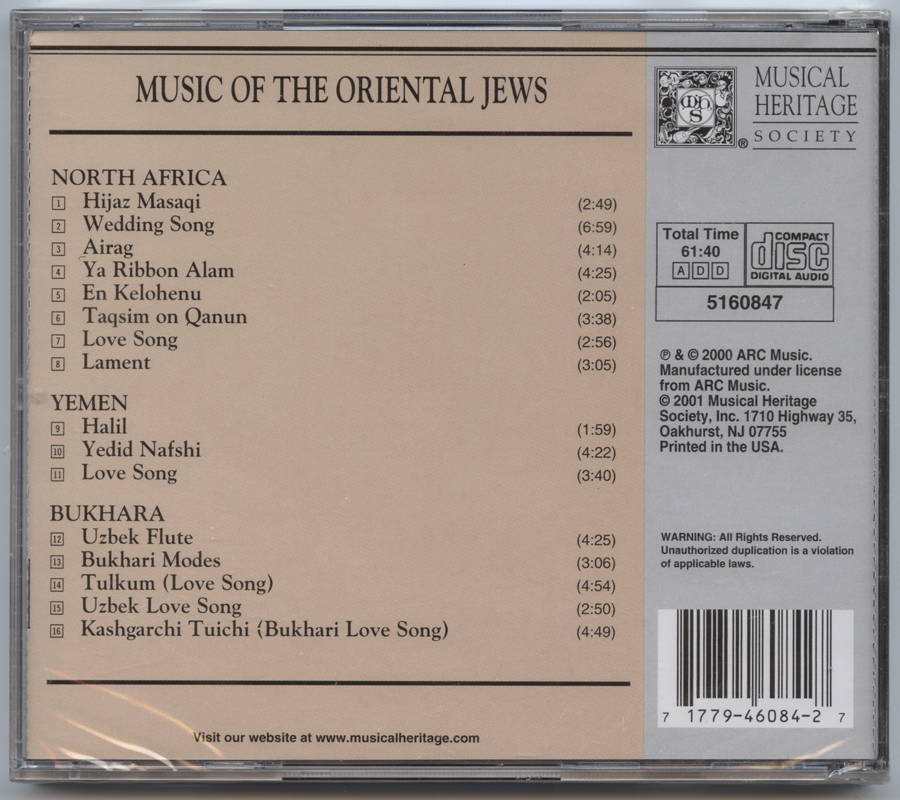 MUSIC OF THE ORIENTAL JEWS
NORTH AFRICA
1 Hijaz Masaqi (2:49)
2 Wedding Song (6:59)
3 Airag (4:14)
4 Ya Ribbon Alam (4:25)
5 En Kelohenu (2:05)
6 Taqsim on Qanun (3:38)
7 Love Song (2:56)
8 Lament (3:05)
YEMEN
9 Halil (1:59)
10 Yedid Nafshi (4:22)
11 Love Song (3:40)
BUKHARA
12 Uzbek Flute (4:25)
13 Bukhari Modes (3:06)
14 Tulkum (Love Song) (4:54)
15 Uzbek Love Song (2:50)
16 Kashgarchi Tuichi (Bukhari Love Song) (4:49)
Visit our website at www.musicalheritage.com
mhs ®
MUSICAL
HERITAGE
SOCIETY
Total Time
61:40
A D D
COMPACT
disc
DIGITAL AUDIO
5160847
℗ & © 2000 ARC Music.
Manufactured under license
from ARC Music.
© 2001 Musical Heritage
Society, Inc. 1710 Highway 35,
Oakhurst, NJ 07755
Printed in the USA.
WARNING: All Rights Reserved.
Unauthorized duplication is a violation
of applicable laws.
7 1779-46084-2 7